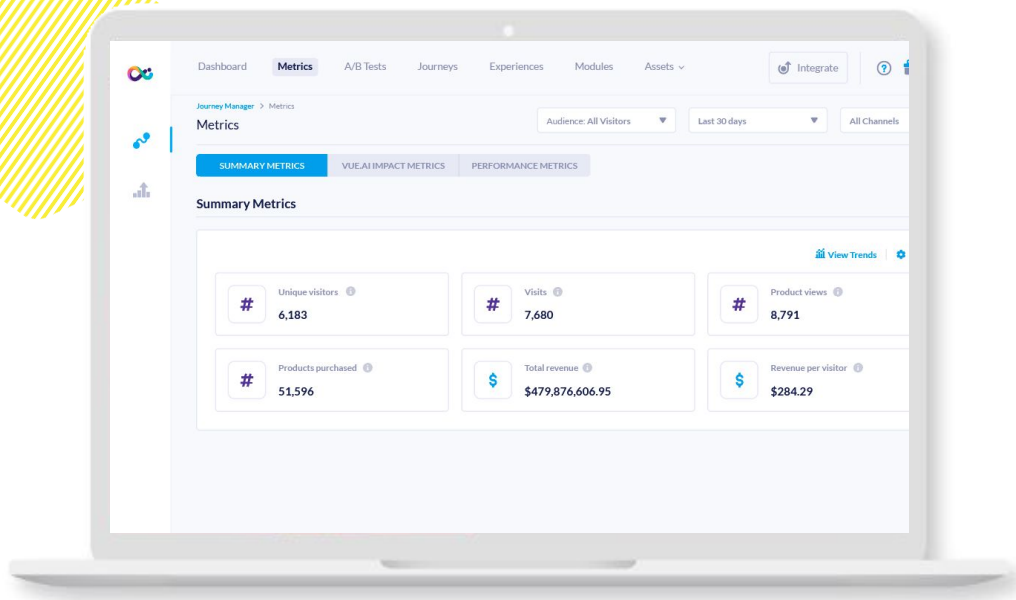 Dashboard Metrics A/B Tests Journeys Experiences Modules Assets Integrate ?
Journey Manager > Metrics
Metrics
Audience: All Visitors Last 30 days All Channels
SUMMARY METRICS VUE.AI IMPACT METRICS PERFORMANCE METRICS
Summary Metrics
View Trends
# Unique visitors 6,183
# Visits 7,680
# Product views 8,791
# Products purchased 51,596
$ Total revenue $479,876,606.95
$ Revenue per visitor $284.29